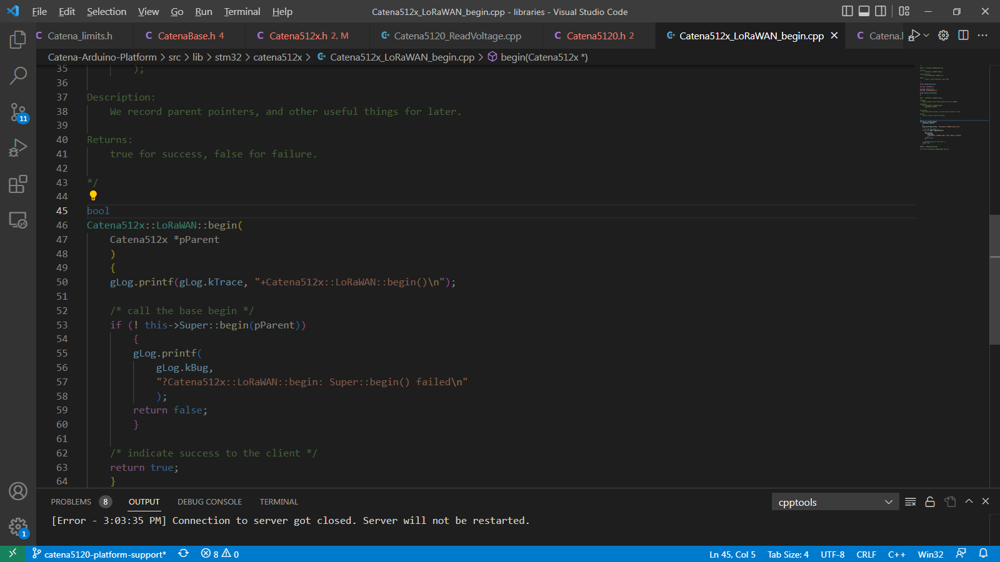 File Edit Selection View Go Run Terminal Help
Catena512x_LoRaWAN_begin.cpp - libraries - Visual Studio Code
C Catena_limits.h
C CatenaBase.h 4
C Catena512x.h 2, M
Catena5120_ReadVoltage.cpp
C Catena5120.h 2
Catena512x_LoRaWAN_begin.cpp
C Catena.
Catena-Arduino-Platform > src > lib > stm32 > catena512x > Catena512x_LoRaWAN_begin.cpp > begin(Catena512x *)
35 );
36
37 Description:
38 We record parent pointers, and other useful things for later.
39
40 Returns:
41 true for success, false for failure.
42
43 */
44
45 bool
46 Catena512x::LoRaWAN::begin(
47 Catena512x *pParent
48 )
49 {
50 gLog.printf(gLog.kTrace, "+Catena512x::LoRaWAN::begin()\n");
51
52 /* call the base begin */
53 if (! this->Super::begin(pParent))
54 {
55 gLog.printf(
56 gLog.kBug,
57 "?Catena512x::LoRaWAN::begin: Super::begin() failed\n"
58 );
59 return false;
60 }
61
62 /* indicate success to the client */
63 return true;
64 }
11
1
PROBLEMS 8 OUTPUT DEBUG CONSOLE TERMINAL
cpptools
[Error - 3:03:35 PM] Connection to server got closed. Server will not be restarted.
catena5120-platform-support* 8 0
Ln 45, Col 5 Tab Size: 4 UTF-8 CRLF C++ Win32